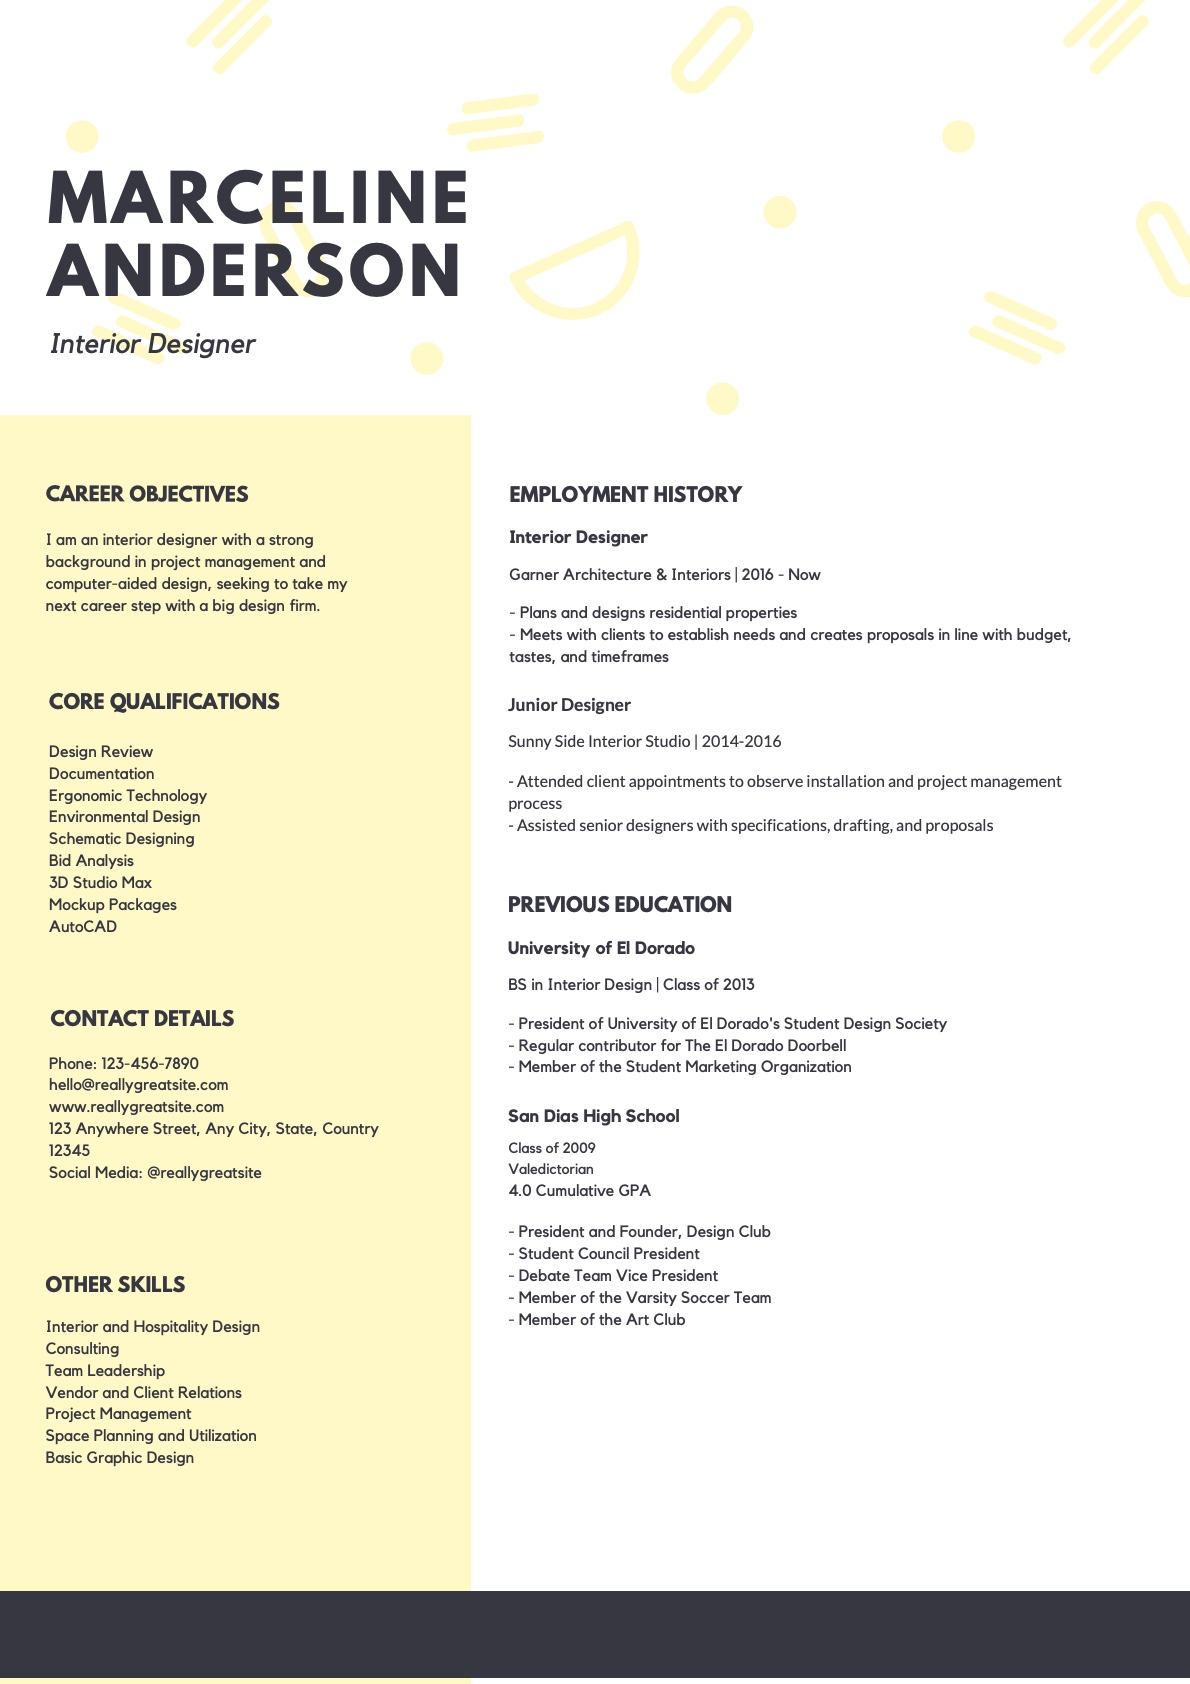 MARCELINE
ANDERSON
Interior Designer
CAREER OBJECTIVES
I am an interior designer with a strong
background in project management and
computer-aided design, seeking to take my
next career step with a big design firm.
CORE QUALIFICATIONS
Design Review
Documentation
Ergonomic Technology
Environmental Design
Schematic Designing
Bid Analysis
3D Studio Max
Mockup Packages
AutoCAD
CONTACT DETAILS
Phone: 123-456-7890
hello@reallygreatsite.com
www.reallygreatsite.com
123 Anywhere Street, Any City, State, Country
12345
Social Media: @reallygreatsite
OTHER SKILLS
Interior and Hospitality Design
Consulting
Team Leadership
Vendor and Client Relations
Project Management
Space Planning and Utilization
Basic Graphic Design
EMPLOYMENT HISTORY
Interior Designer
Garner Architecture & Interiors | 2016 - Now
- Plans and designs residential properties
- Meets with clients to establish needs and creates proposals in line with budget,
tastes, and timeframes
Junior Designer
Sunny Side Interior Studio | 2014-2016
- Attended client appointments to observe installation and project management
process
- Assisted senior designers with specifications, drafting, and proposals
PREVIOUS EDUCATION
University of El Dorado
BS in Interior Design | Class of 2013
- President of University of El Dorado's Student Design Society
- Regular contributor for The El Dorado Doorbell
- Member of the Student Marketing Organization
San Dias High School
Class of 2009
Valedictorian
4.0 Cumulative GPA
- President and Founder, Design Club
- Student Council President
- Debate Team Vice President
- Member of the Varsity Soccer Team
- Member of the Art Club